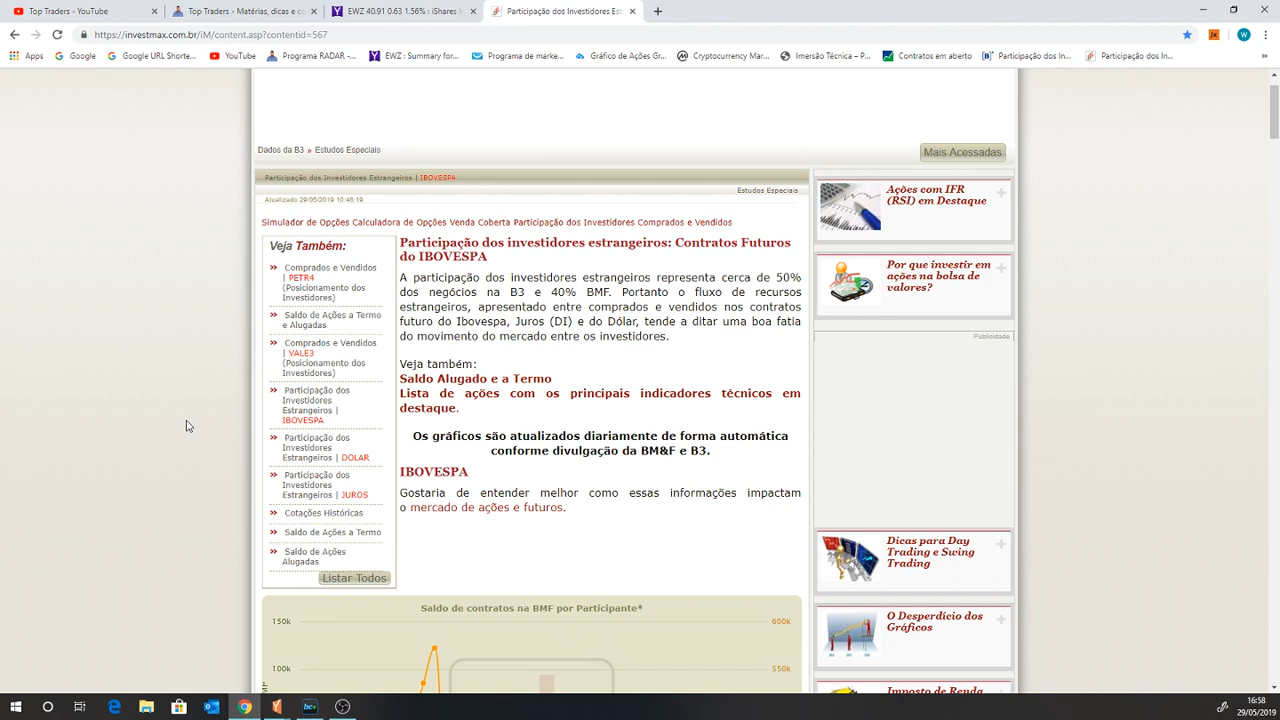 Top Traders - YouTube
Top Traders - Matérias, dicas e co
EWZ 40.91 0.63 1.56% : iShares I
Participação dos Investidores Est
https://investmax.com.br/iM/content.asp?contentid=567
W
Apps
Google
Google URL Shorte...
YouTube
Programa RADAR -...
EWZ : Summary for...
Programa de marke...
Gráfico de Ações Gr...
Cryptocurrency Mar...
Imersão Técnica – P...
Contratos em aberto
Participação dos In...
Participação dos In...
Dados da B3 » Estudos Especiais
Mais Acessadas
Participação dos Investidores Estrangeiros | IBOVESPA
Estudos Especiais
Atualizado 29/05/2019 10:46:19
Simulador de Opções Calculadora de Opções Venda Coberta Participação dos Investidores Comprados e Vendidos
Veja Também:
Comprados e Vendidos
| PETR4
(Posicionamento dos
Investidores)
Saldo de Ações a Termo
e Alugadas
Comprados e Vendidos
| VALE3
(Posicionamento dos
Investidores)
Participação dos
Investidores
Estrangeiros |
IBOVESPA
Participação dos
Investidores
Estrangeiros | DOLAR
Participação dos
Investidores
Estrangeiros | JUROS
Cotações Históricas
Saldo de Ações a Termo
Saldo de Ações
Alugadas
Listar Todos
Participação dos investidores estrangeiros: Contratos Futuros
do IBOVESPA
A participação dos investidores estrangeiros representa cerca de 50%
dos negócios na B3 e 40% BMF. Portanto o fluxo de recursos
estrangeiros, apresentado entre comprados e vendidos nos contratos
futuro do Ibovespa, Juros (DI) e do Dólar, tende a ditar uma boa fatia
do movimento do mercado entre os investidores.
Veja também:
Saldo Alugado e a Termo
Lista de ações com os principais indicadores técnicos em
destaque.
Os gráficos são atualizados diariamente de forma automática
conforme divulgação da BM&F e B3.
IBOVESPA
Gostaria de entender melhor como essas informações impactam
o mercado de ações e futuros.
Ações com IFR
(RSI) em Destaque
Por que investir em
ações na bolsa de
valores?
Publicidade
Dicas para Day
Trading e Swing
Trading
O Desperdício dos
Gráficos
Imposto de Renda
Saldo de contratos na BMF por Participante*
150k
600k
100k
550k
16:58
29/05/2019